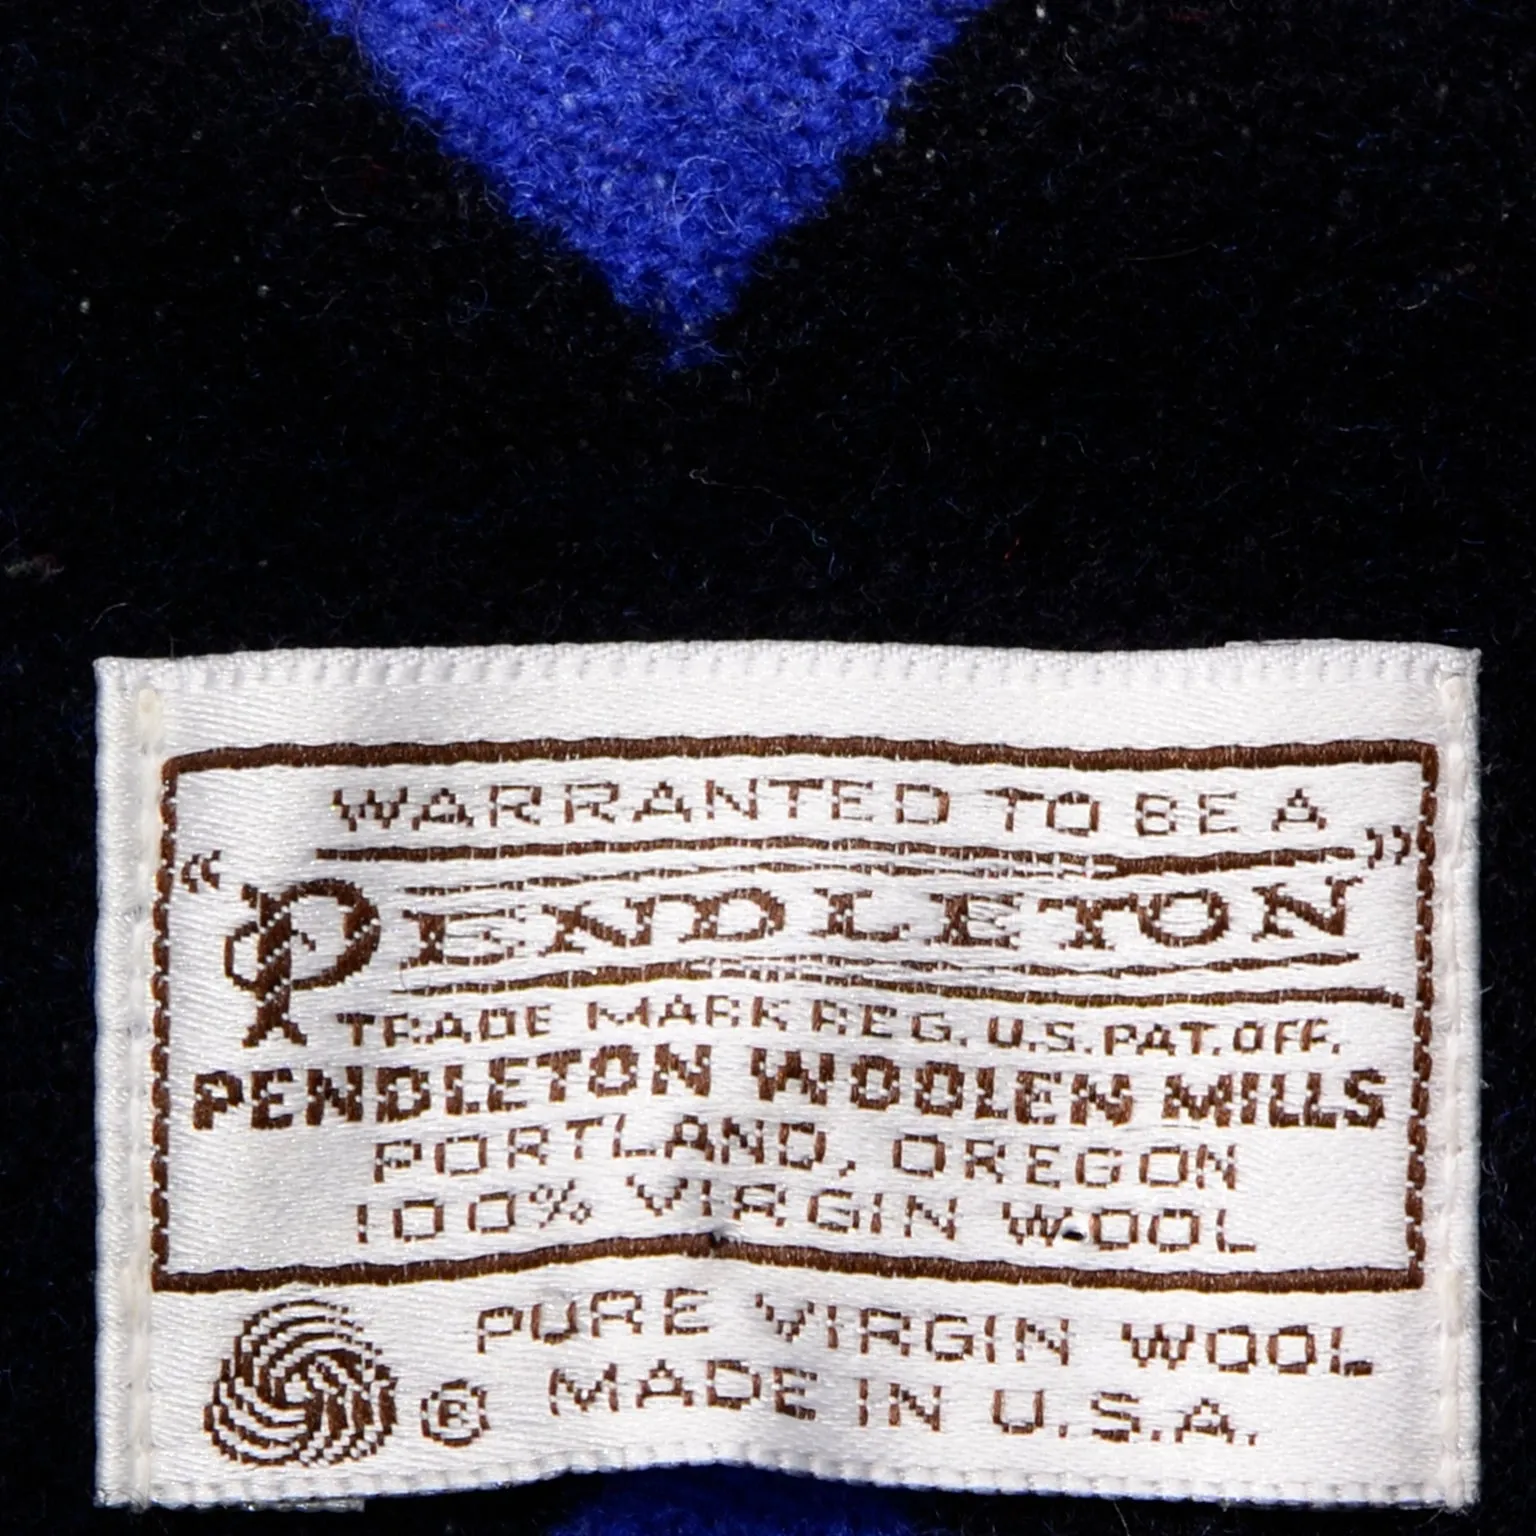 WARRANTED TO BE A
"PENDLETON"
TRADE MARK REG. U.S. PAT. OFF.
PENDLETON WOOLEN MILLS
PORTLAND, OREGON
100% VIRGIN WOOL
PURE VIRGIN WOOL
® MADE IN U.S.A.